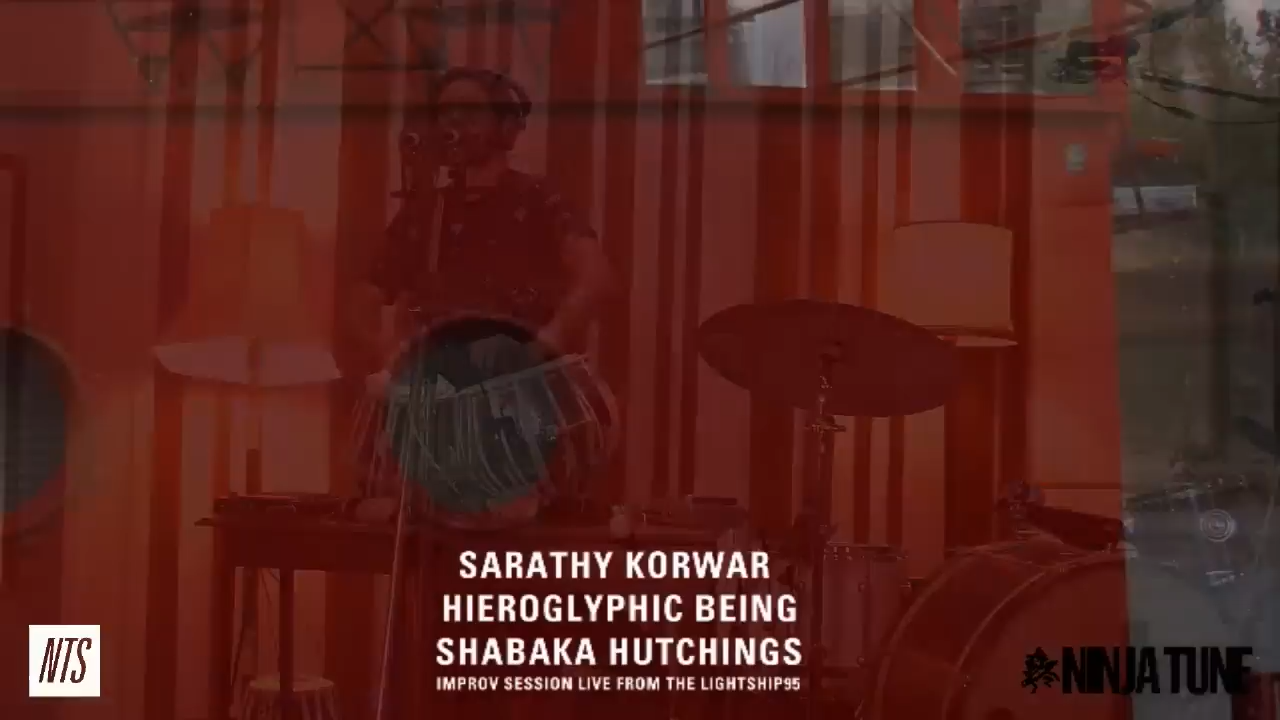 SARATHY KORWAR
HIEROGLYPHIC BEING
SHABAKA HUTCHINGS
IMPROV SESSION LIVE FROM THE LIGHTSHIP95
NTS
NINJA TUNE